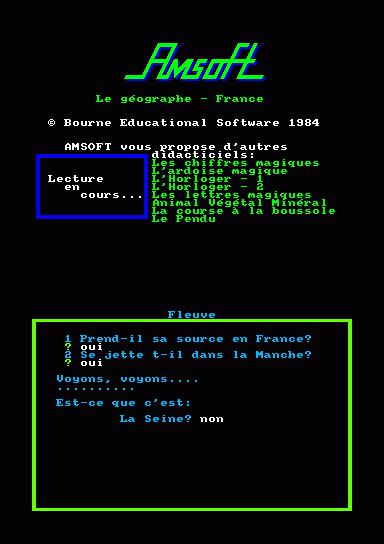 AMSOFT
Le géographe - France
© Bourne Educational Software 1984
AMSOFT vous propose d'autres
didacticiels:
Les chiffres magiques
L'ardoise magique
L'Horloger - 1
L'Horloger - 2
Les lettres magiques
Animal Végétal Minéral
La course à la boussole
Le Pendu
Lecture
en
cours...
Fleuve
1 Prend-il sa source en France?
? oui
2 Se jette t-il dans la Manche?
? oui
Voyons, voyons....
..........
Est-ce que c'est:
La Seine? non